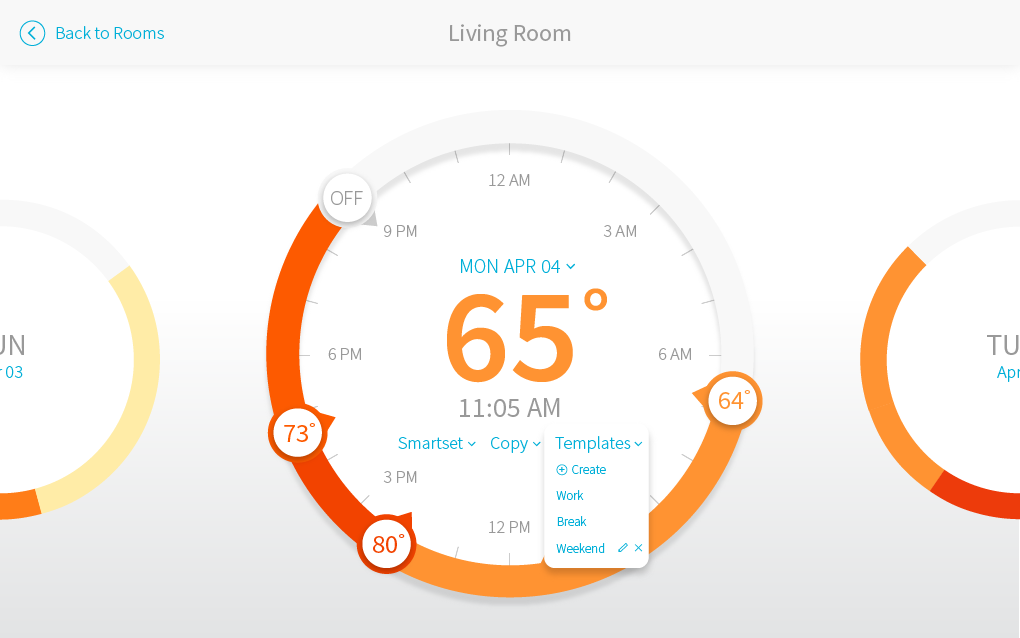 Back to Rooms
Living Room
12 AM
OFF
9 PM
3 AM
MON APR 04
65°
6 PM
6 AM
11:05 AM
64°
73°
Smartset
Copy
Templates
Create
Work
Break
Weekend
3 PM
12 PM
80°
UN
r 03
TU
Apr